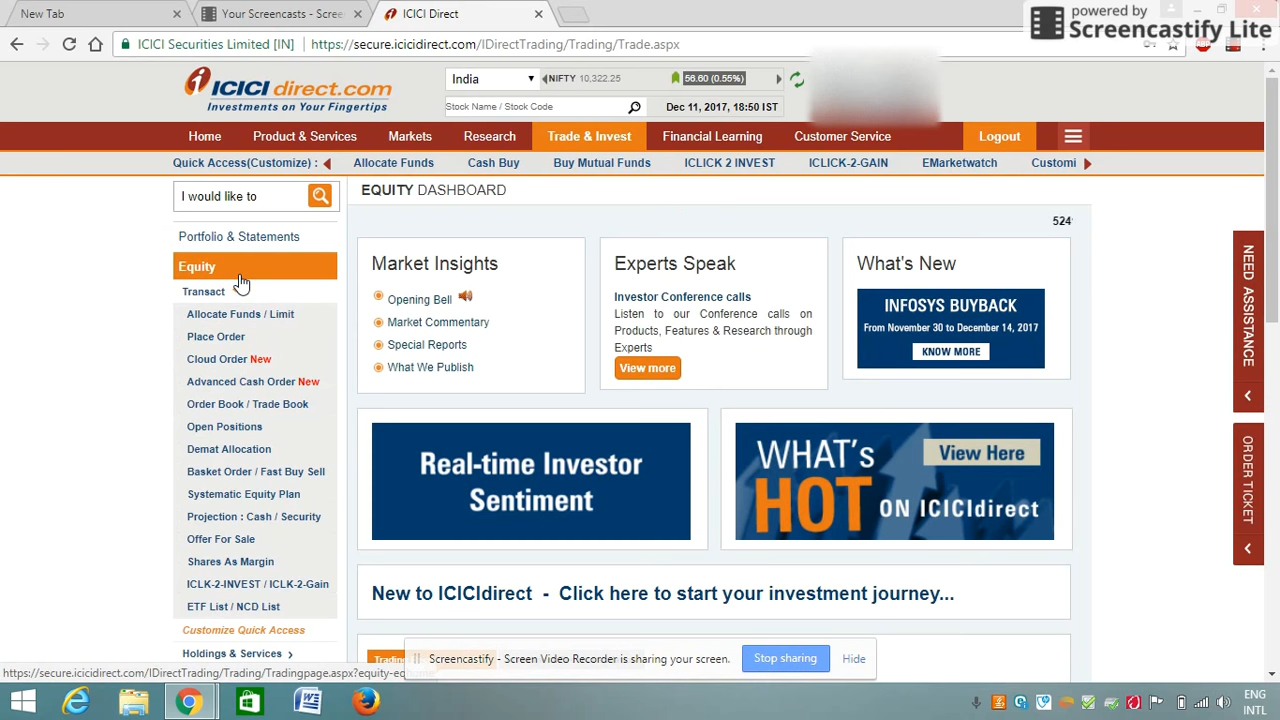 New Tab
Your Screencasts - Scree
ICICI Direct
powered by
Screencastify Lite
ICICI Securities Limited [IN]
https://secure.icicidirect.com/IDirectTrading/Trading/Trade.aspx
ICICI direct.com
Investments on Your Fingertips
India
NIFTY 10,322.25
56.60 (0.55%)
Stock Name / Stock Code
Dec 11, 2017, 18:50 IST
Home
Product & Services
Markets
Research
Trade & Invest
Financial Learning
Customer Service
Logout
Quick Access(Customize) :
Allocate Funds
Cash Buy
Buy Mutual Funds
ICLICK 2 INVEST
ICLICK-2-GAIN
EMarketwatch
Customi
I would like to
Portfolio & Statements
Equity
Transact
Allocate Funds / Limit
Place Order
Cloud Order New
Advanced Cash Order New
Order Book / Trade Book
Open Positions
Demat Allocation
Basket Order / Fast Buy Sell
Systematic Equity Plan
Projection : Cash / Security
Offer For Sale
Shares As Margin
ICLK-2-INVEST / ICLK-2-Gain
ETF List / NCD List
Customize Quick Access
Holdings & Services
EQUITY DASHBOARD
524
Market Insights
Opening Bell
Market Commentary
Special Reports
What We Publish
Experts Speak
Investor Conference calls
Listen to our Conference calls on
Products, Features & Research through
Experts
View more
What's New
INFOSYS BUYBACK
From November 30 to December 14, 2017
KNOW MORE
Real-time Investor
Sentiment
WHAT's
HOT
View Here
ON ICICIdirect
New to ICICIdirect - Click here to start your investment journey...
NEED ASSISTANCE
ORDER TICKET
Screencastify - Screen Video Recorder is sharing your screen.
Stop sharing
Hide
https://secure.icicidirect.com/IDirectTrading/Trading/Tradingpage.aspx?equity-eq
ENG
INTL